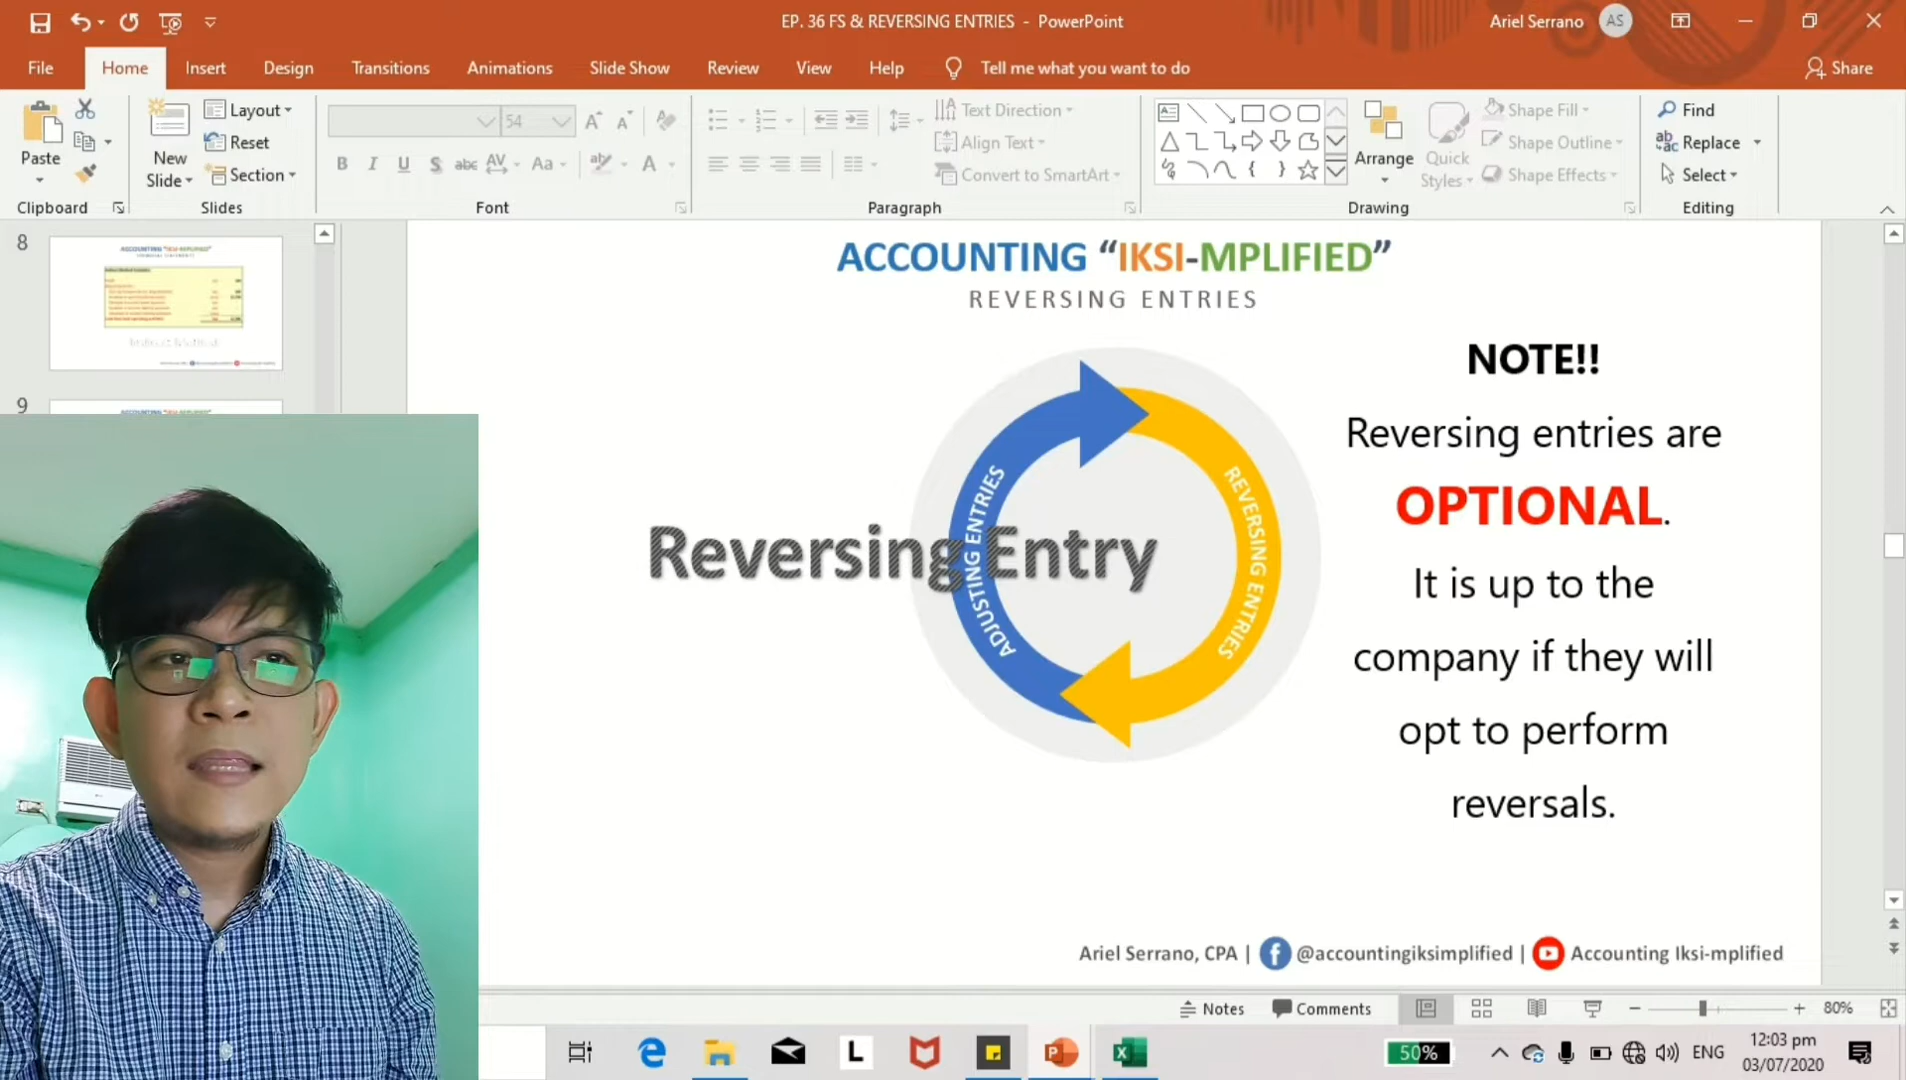 EP. 36 FS & REVERSING ENTRIES - PowerPoint
Ariel Serrano AS
File Home Insert Design Transitions Animations Slide Show Review View Help Tell me what you want to do Share
Paste
New Slide
Layout
Reset
Section
54
B I U S abc AV Aa A
Text Direction
Align Text
Convert to SmartArt
Arrange
Quick Styles
Shape Fill
Shape Outline
Shape Effects
Find
Replace
Select
Clipboard Slides Font Paragraph Drawing Editing
8
9
ACCOUNTING “IKSI-MPLIFIED”
REVERSING ENTRIES
Reversing Entry
ADJUSTING ENTRIES
REVERSING ENTRIES
NOTE!!
Reversing entries are
OPTIONAL.
It is up to the
company if they will
opt to perform
reversals.
Ariel Serrano, CPA | @accountingiksimplified | Accounting Iksi-mplified
Notes Comments 80%
50% ENG 12:03 pm
03/07/2020